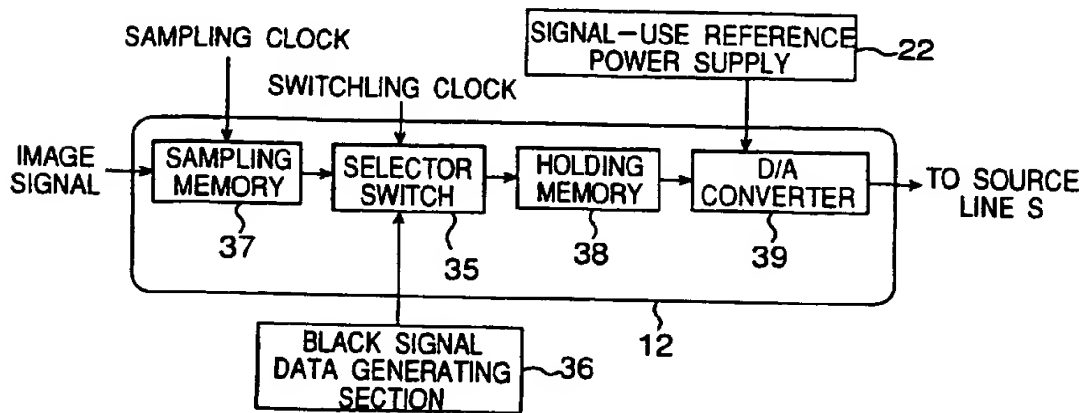 SAMPLING CLOCK
SIGNAL-USE REFERENCE
POWER SUPPLY
22
SWITCHLING CLOCK
IMAGE
SIGNAL
SAMPLING
MEMORY
SELECTOR
SWITCH
HOLDING
MEMORY
D/A
CONVERTER
TO SOURCE
LINE S
37
35
38
39
12
BLACK SIGNAL
DATA GENERATING
SECTION
36